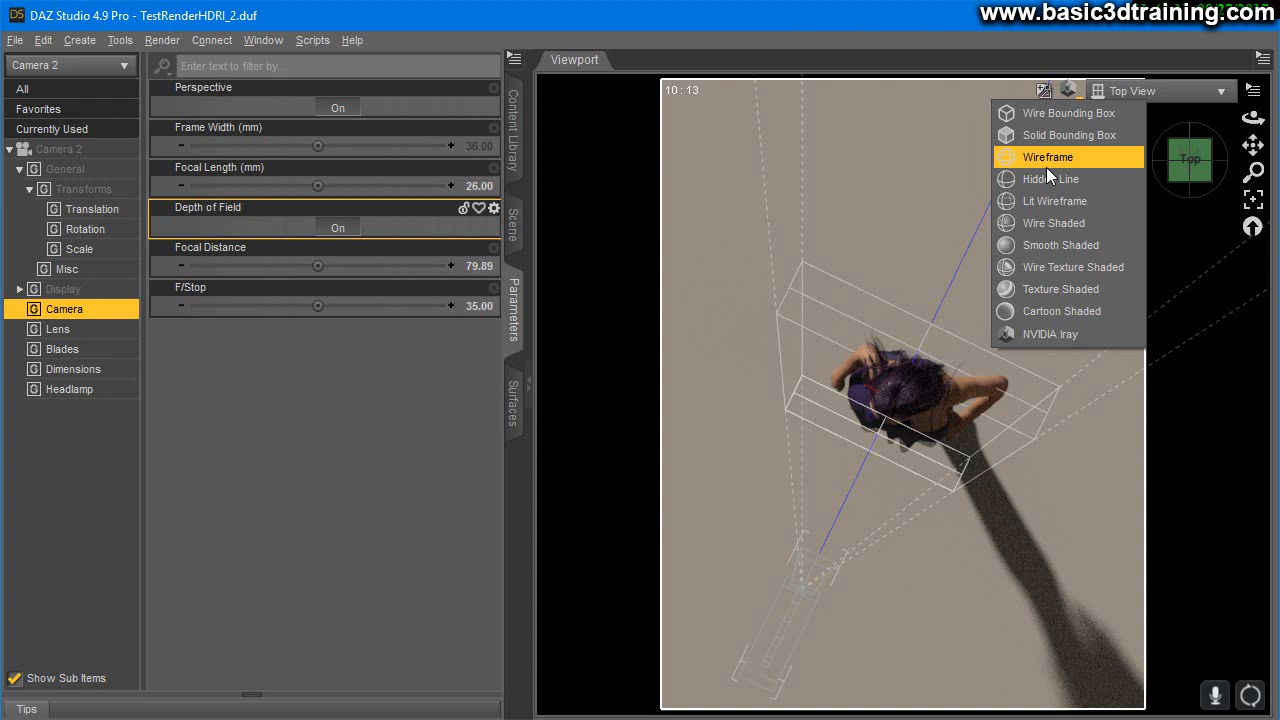 DAZ Studio 4.9 Pro - TestRenderHDRI_2.duf
www.basic3dtraining.com
File Edit Create Tools Render Connect Window Scripts Help
Camera 2
Enter text to filter by...
Viewport
All
Favorites
Currently Used
Camera 2
General
Transforms
Translation
Rotation
Scale
Misc
Display
Camera
Lens
Blades
Dimensions
Headlamp
Show Sub Items
Tips
Perspective
On
Frame Width (mm)
- + 36.00
Focal Length (mm)
- + 26.00
Depth of Field
On
Focal Distance
- + 79.89
F/Stop
- + 35.00
Content Library
Scene
Parameters
Surfaces
10 : 13
Top View
Top
Wire Bounding Box
Solid Bounding Box
Wireframe
Hidden Line
Lit Wireframe
Wire Shaded
Smooth Shaded
Wire Texture Shaded
Texture Shaded
Cartoon Shaded
NVIDIA Iray